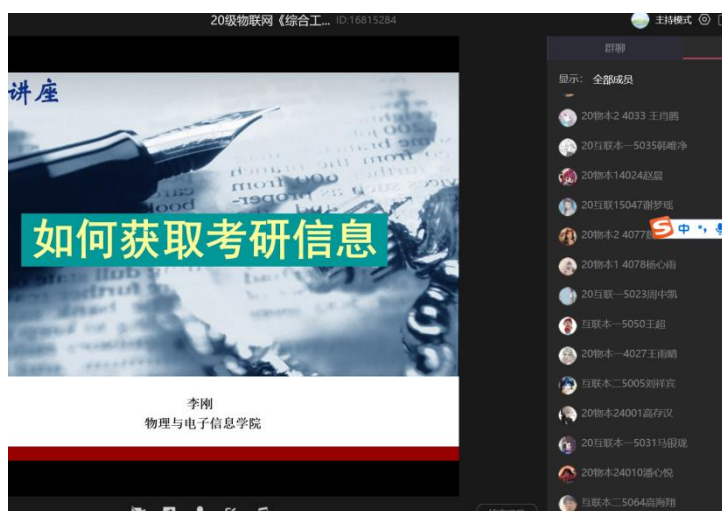 20级物联网《综合工... ID:16815284
主持模式
讲座
如何获取考研信息
李刚
物理与电子信息学院
群聊
显示: 全部成员
20物本2 4033 王肖鹏
20互联本一5035韩唯净
20物本14024赵晨
20互联15047谢梦瑶
20物本2 4077
中
20物本1 4078杨心雨
20互联一5023周中凯
互联本一5050王超
20物本一4027王雨晴
互联本二5005刘祥宾
20物本24001高存汉
20互联本一5031马银珑
20物本24010潘心悦
互联本二5064高海翔